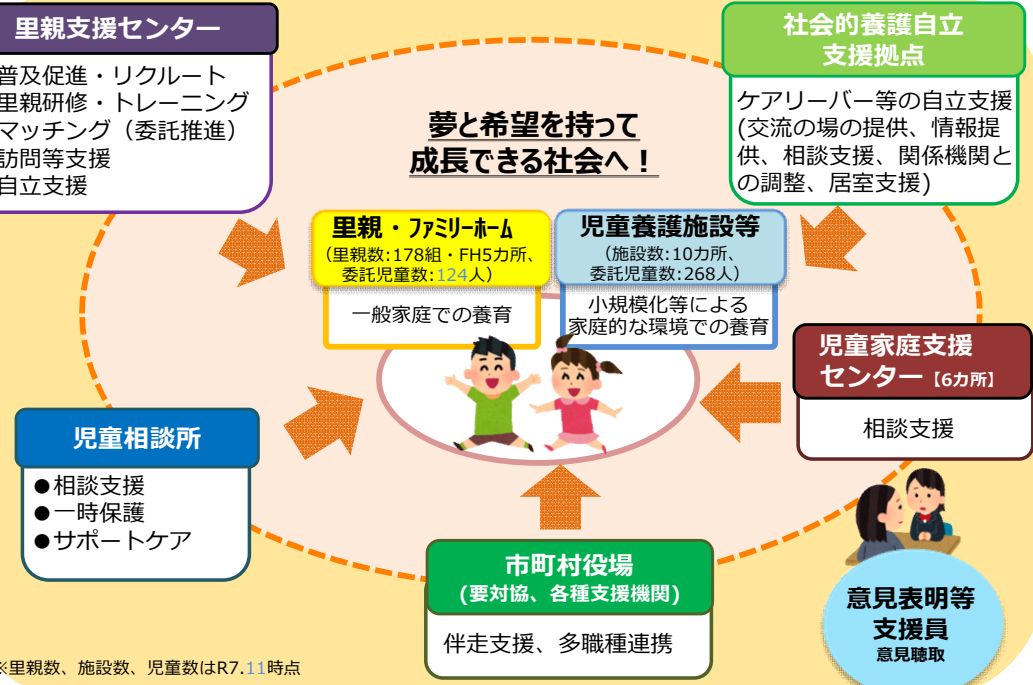 里親支援センター
普及促進・リクルート
里親研修・トレーニング
マッチング（委託推進）
訪問等支援
自立支援
社会的養護自立
支援拠点
ケアリーバー等の自立支援
(交流の場の提供、情報提
供、相談支援、関係機関と
の調整、居室支援)
夢と希望を持って
成長できる社会へ！
里親・ファミリーホーム
（里親数:178組・FH5カ所、
委託児童数:124人）
一般家庭での養育
児童養護施設等
（施設数:10カ所、
委託児童数:268人）
小規模化等による
家庭的な環境での養育
児童家庭支援
センター【6カ所】
相談支援
児童相談所
●相談支援
●一時保護
●サポートケア
市町村役場
(要対協、各種支援機関)
伴走支援、多職種連携
意見表明等
支援員
意見聴取
※里親数、施設数、児童数はR7.11時点